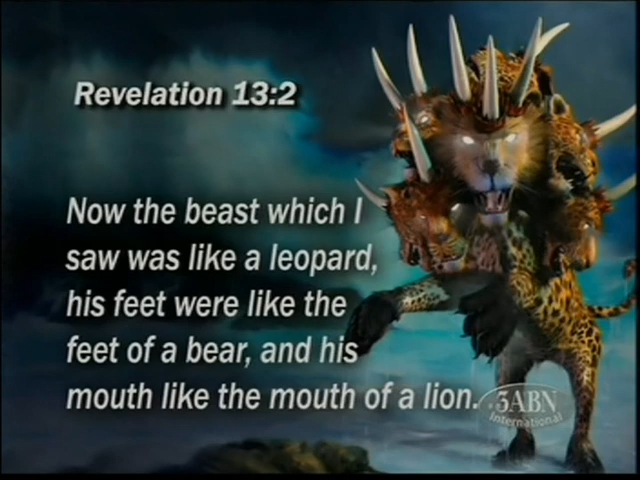 Revelation 13:2
Now the beast which I
saw was like a leopard,
his feet were like the
feet of a bear, and his
mouth like the mouth of a lion.
3ABN
International